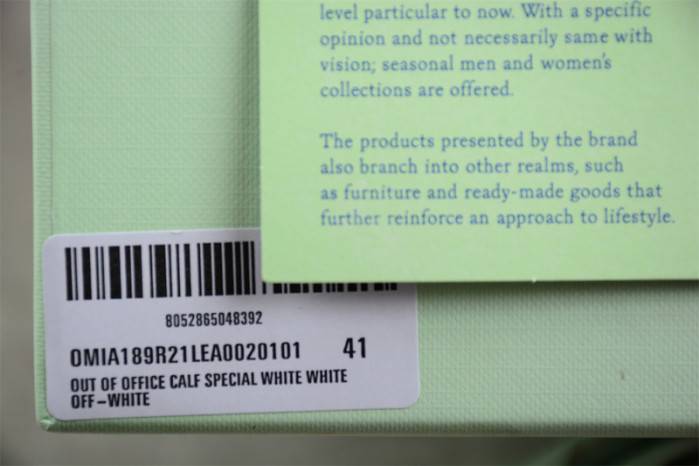 level particular to now. With a specific
opinion and not necessarily same with
vision; seasonal men and women's
collections are offered.
The products presented by the brand
also branch into other realms, such
as furniture and ready-made goods that
further reinforce an approach to lifestyle.
8052865048392
OMIA189R21LEA0020101 41
OUT OF OFFICE CALF SPECIAL WHITE WHITE
OFF-WHITE